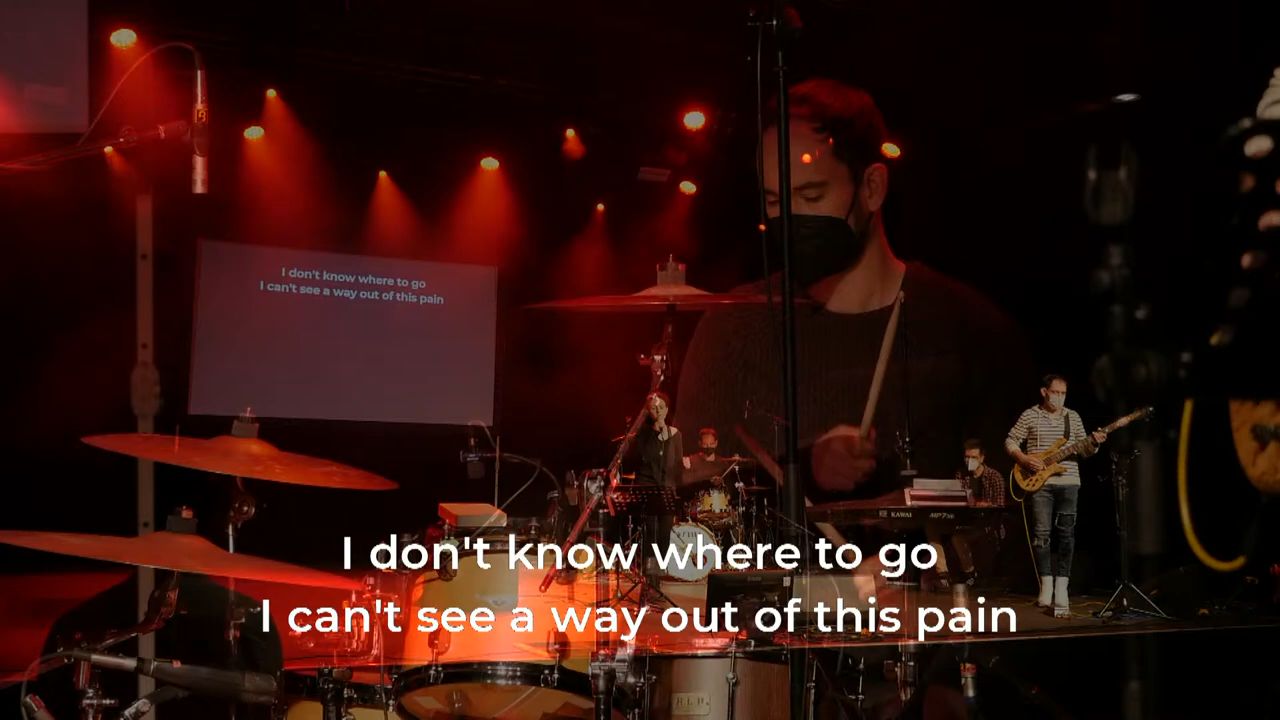 I don't know where to go
I can't see a way out of this pain
KAWAI MP7SE
I don't know where to go
I can't see a way out of this pain